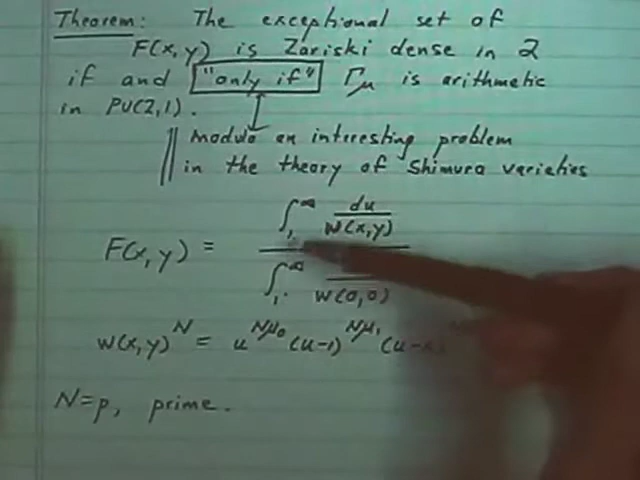 Theorem: The exceptional set of
F(x,y) is Zariski dense in 2
if and "only if" Γμ is arithmetic
in PU(2,1).
modulo an interesting problem
in the theory of Shimura varieties
F(x,y) = ∫₁^∞ du / w(x,y)
∫₁^∞ w(0,0)
w(x,y)^N = u^{Nμ₀} (u-1)^{Nμ₁} (u-
N=p, prime.